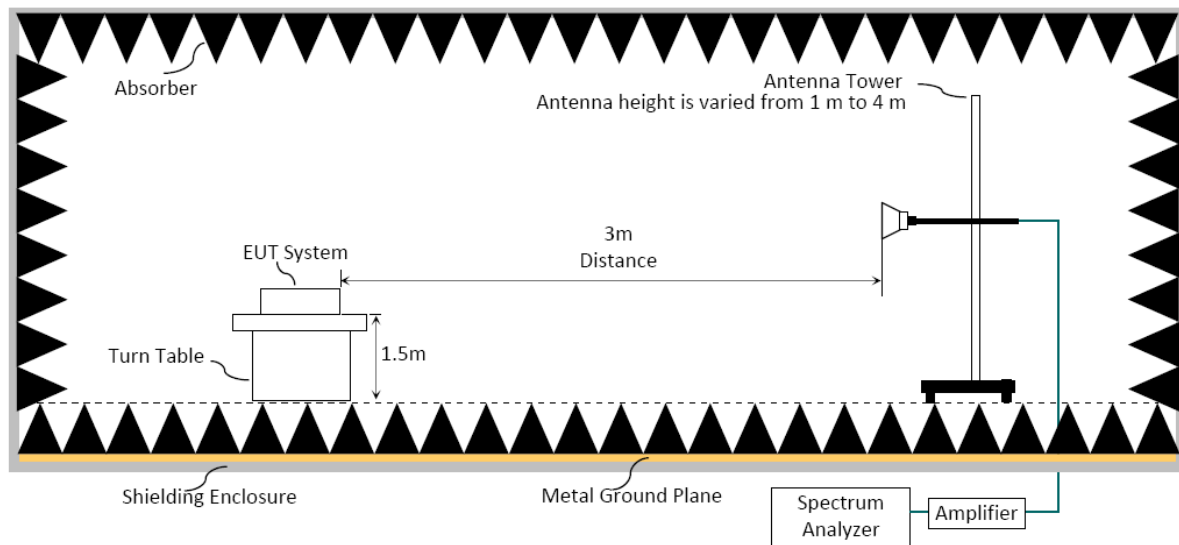 Absorber
Antenna Tower
Antenna height is varied from 1 m to 4 m
3m
Distance
EUT System
1.5m
Turn Table
Shielding Enclosure
Metal Ground Plane
Spectrum
Analyzer
Amplifier